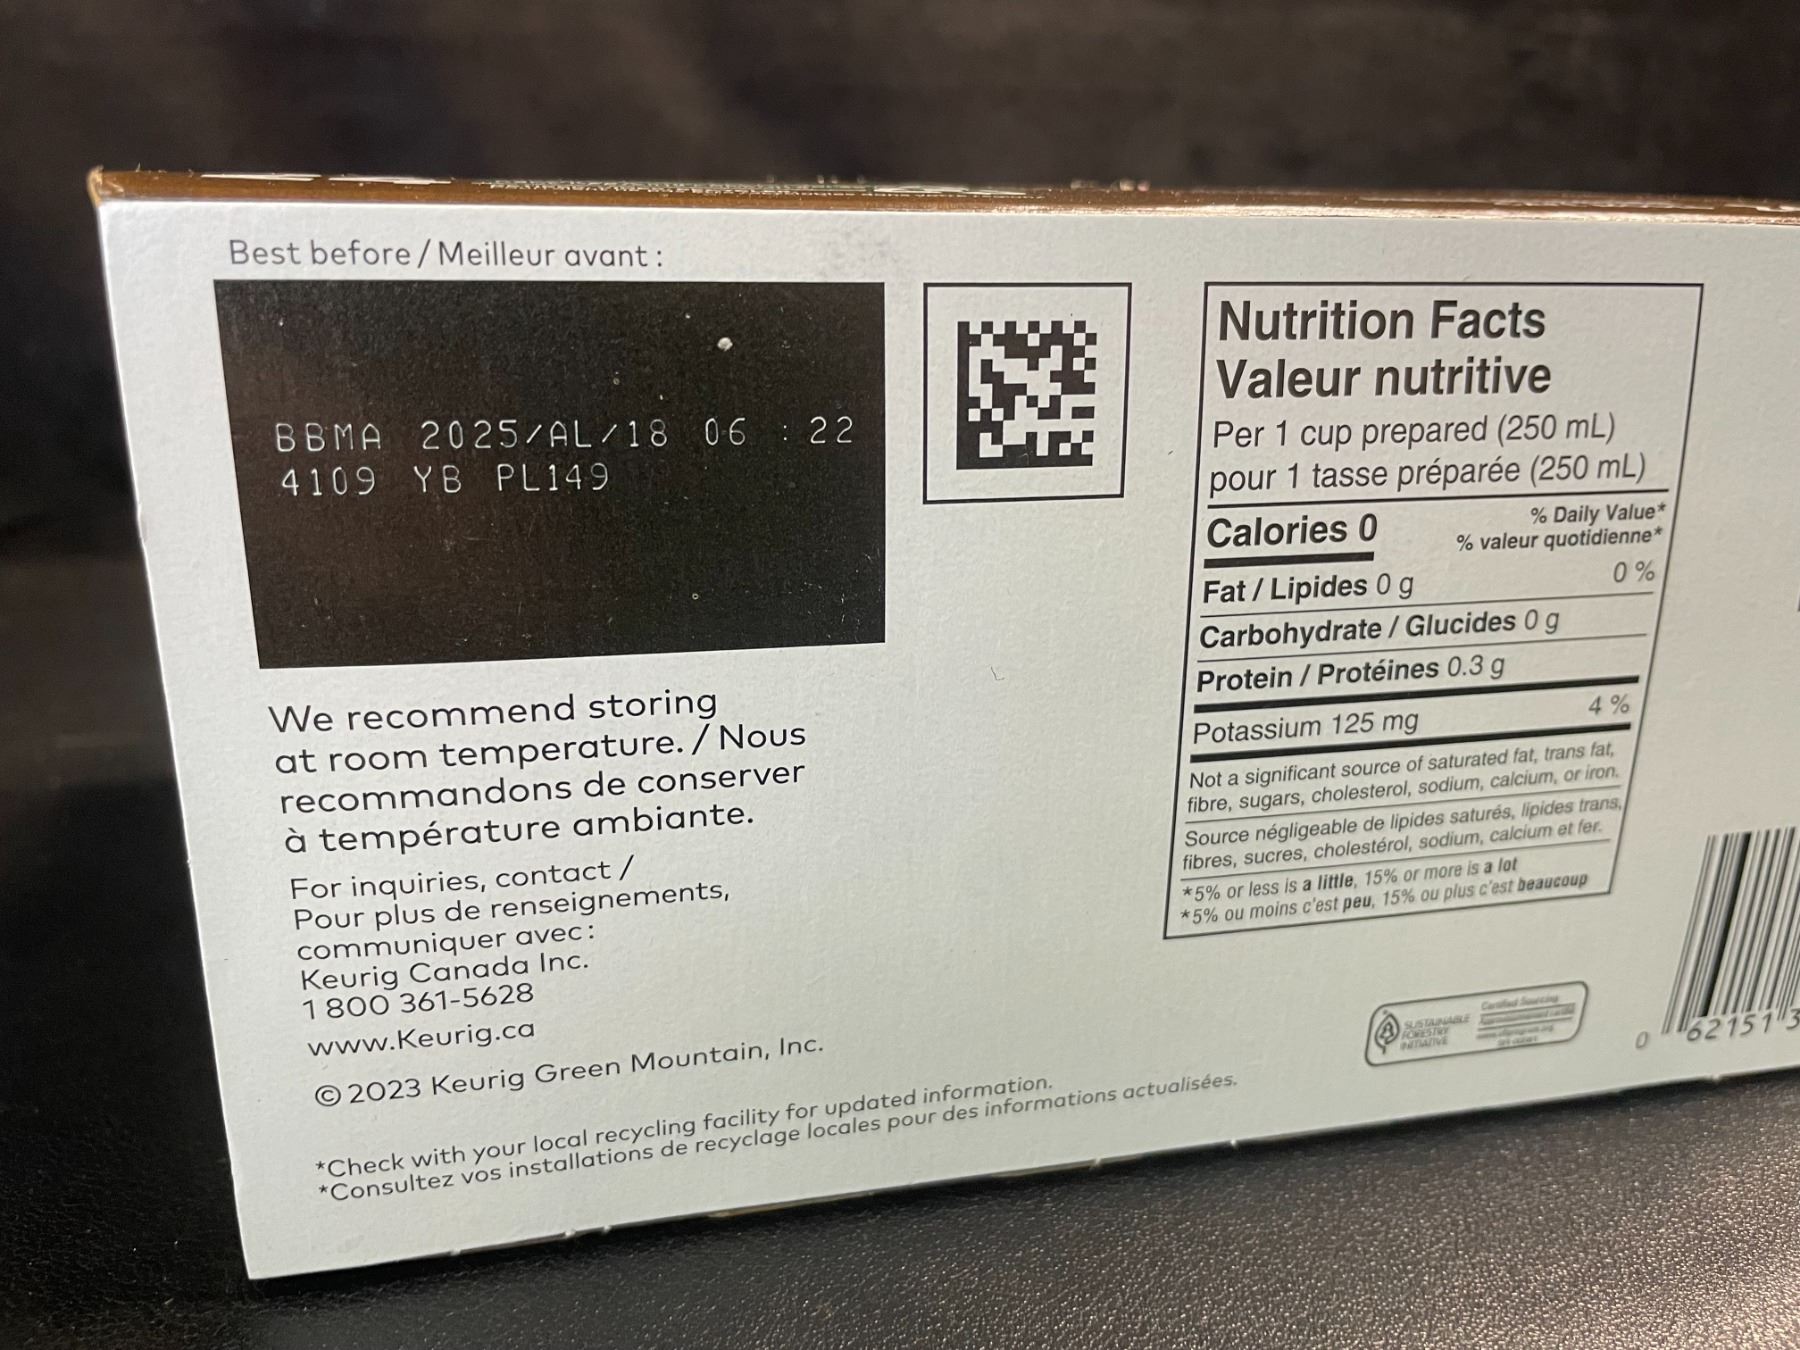 Best before / Meilleur avant :
BBMA 2025/AL/18 06 : 22
4109 YB PL149
We recommend storing
at room temperature. / Nous
recommandons de conserver
à température ambiante.
For inquiries, contact /
Pour plus de renseignements,
communiquer avec :
Keurig Canada Inc.
1 800 361-5628
www.Keurig.ca
© 2023 Keurig Green Mountain, Inc.
*Check with your local recycling facility for updated information.
*Consultez vos installations de recyclage locales pour des informations actualisées.
Nutrition Facts
Valeur nutritive
Per 1 cup prepared (250 mL)
pour 1 tasse préparée (250 mL)
Calories 0
% Daily Value*
% valeur quotidienne*
Fat / Lipides 0 g 0 %
Carbohydrate / Glucides 0 g
Protein / Protéines 0.3 g
Potassium 125 mg 4 %
Not a significant source of saturated fat, trans fat,
fibre, sugars, cholesterol, sodium, calcium, or iron.
Source négligeable de lipides saturés, lipides trans,
fibres, sucres, cholestérol, sodium, calcium et fer.
*5% or less is a little, 15% or more is a lot
*5% ou moins c'est peu, 15% ou plus c'est beaucoup
SUSTAINABLE
FORESTRY
INITIATIVE
Certified Sourcing
0 62151 3